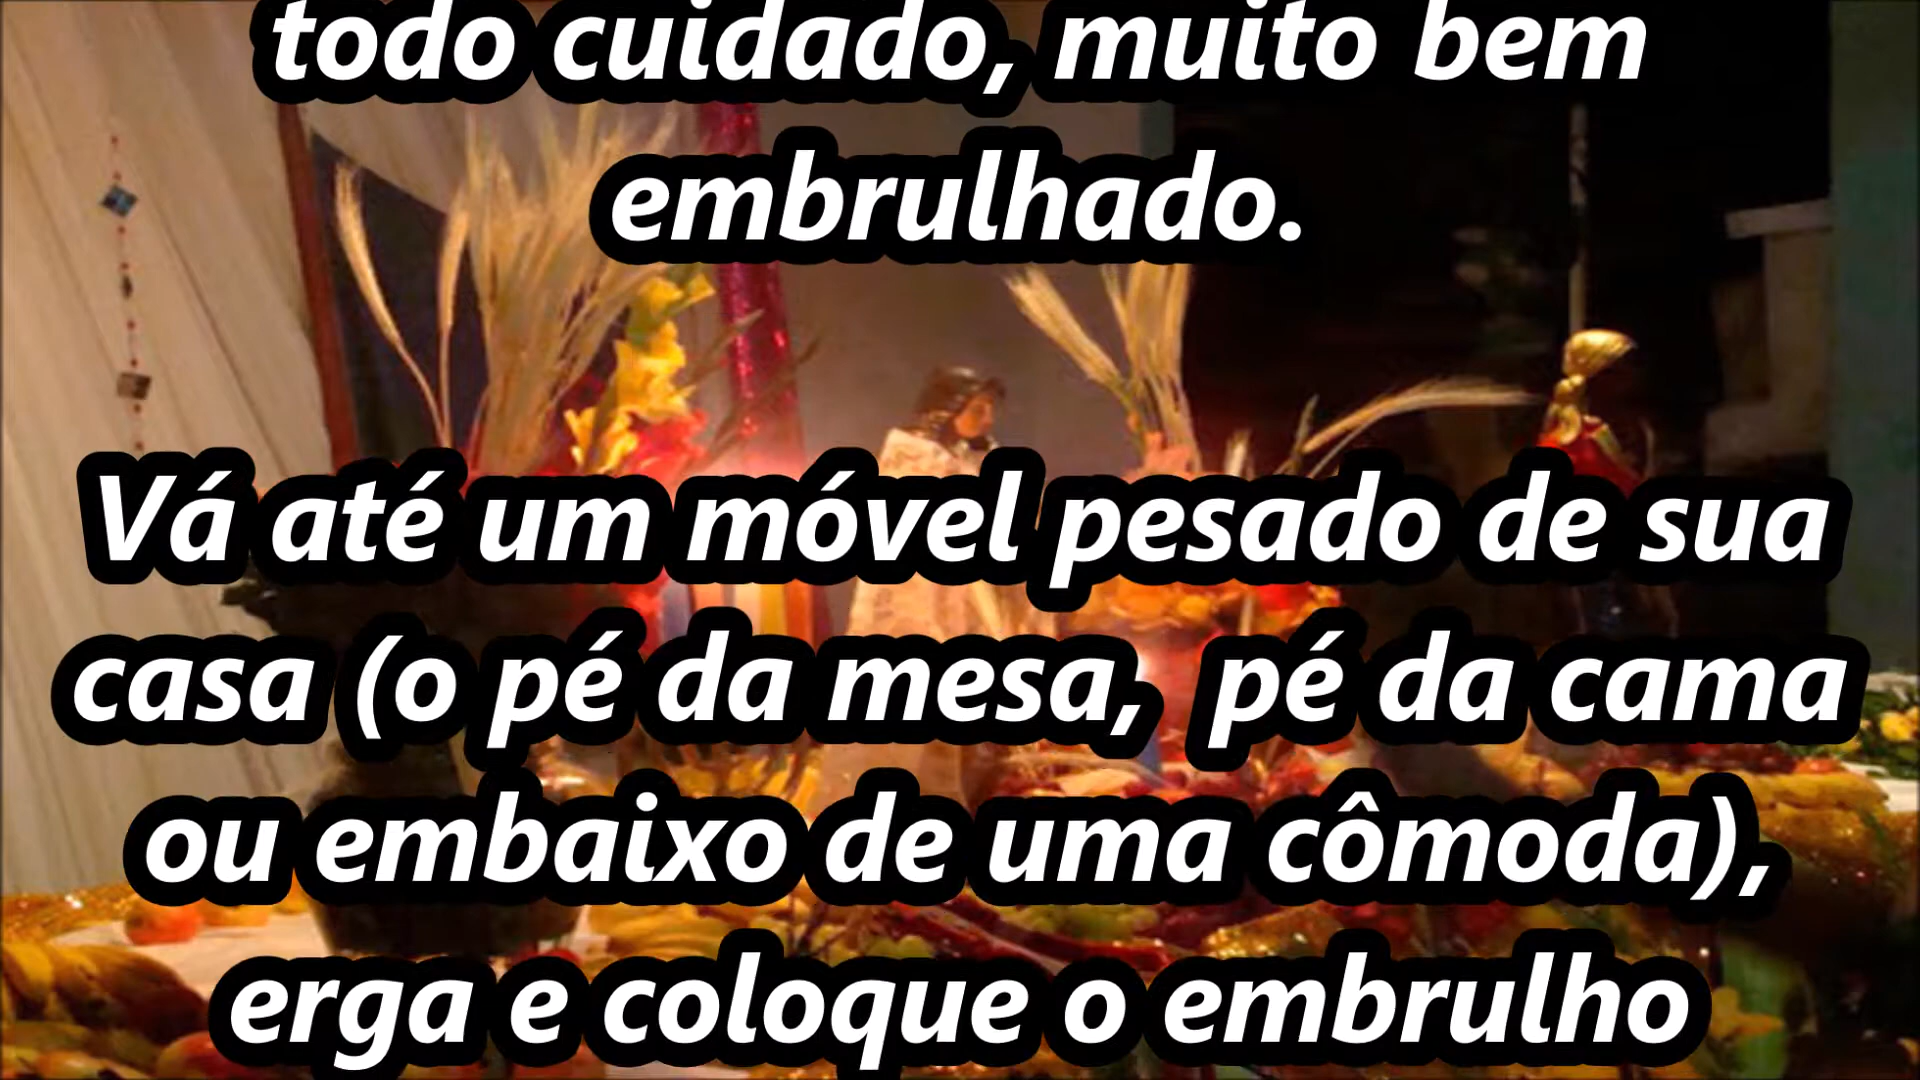 todo cuidado, muito bem
embrulhado.
Vá até um móvel pesado de sua
casa (o pé da mesa, pé da cama
ou embaixo de uma cômoda),
erga e coloque o embrulho